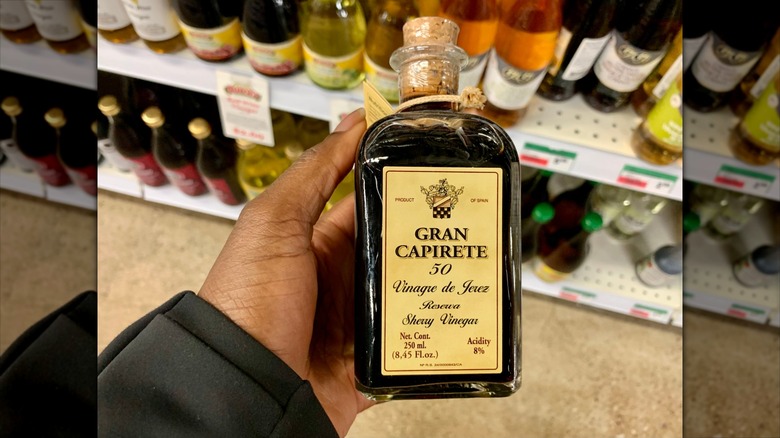 PRODUCT OF SPAIN
GRAN
CAPIRETE
50
Vinagre de Jerez
Reserva
Sherry Vinegar
Net. Cont.
250 ml.
(8,45 Fl.oz.)
Acidity
8%